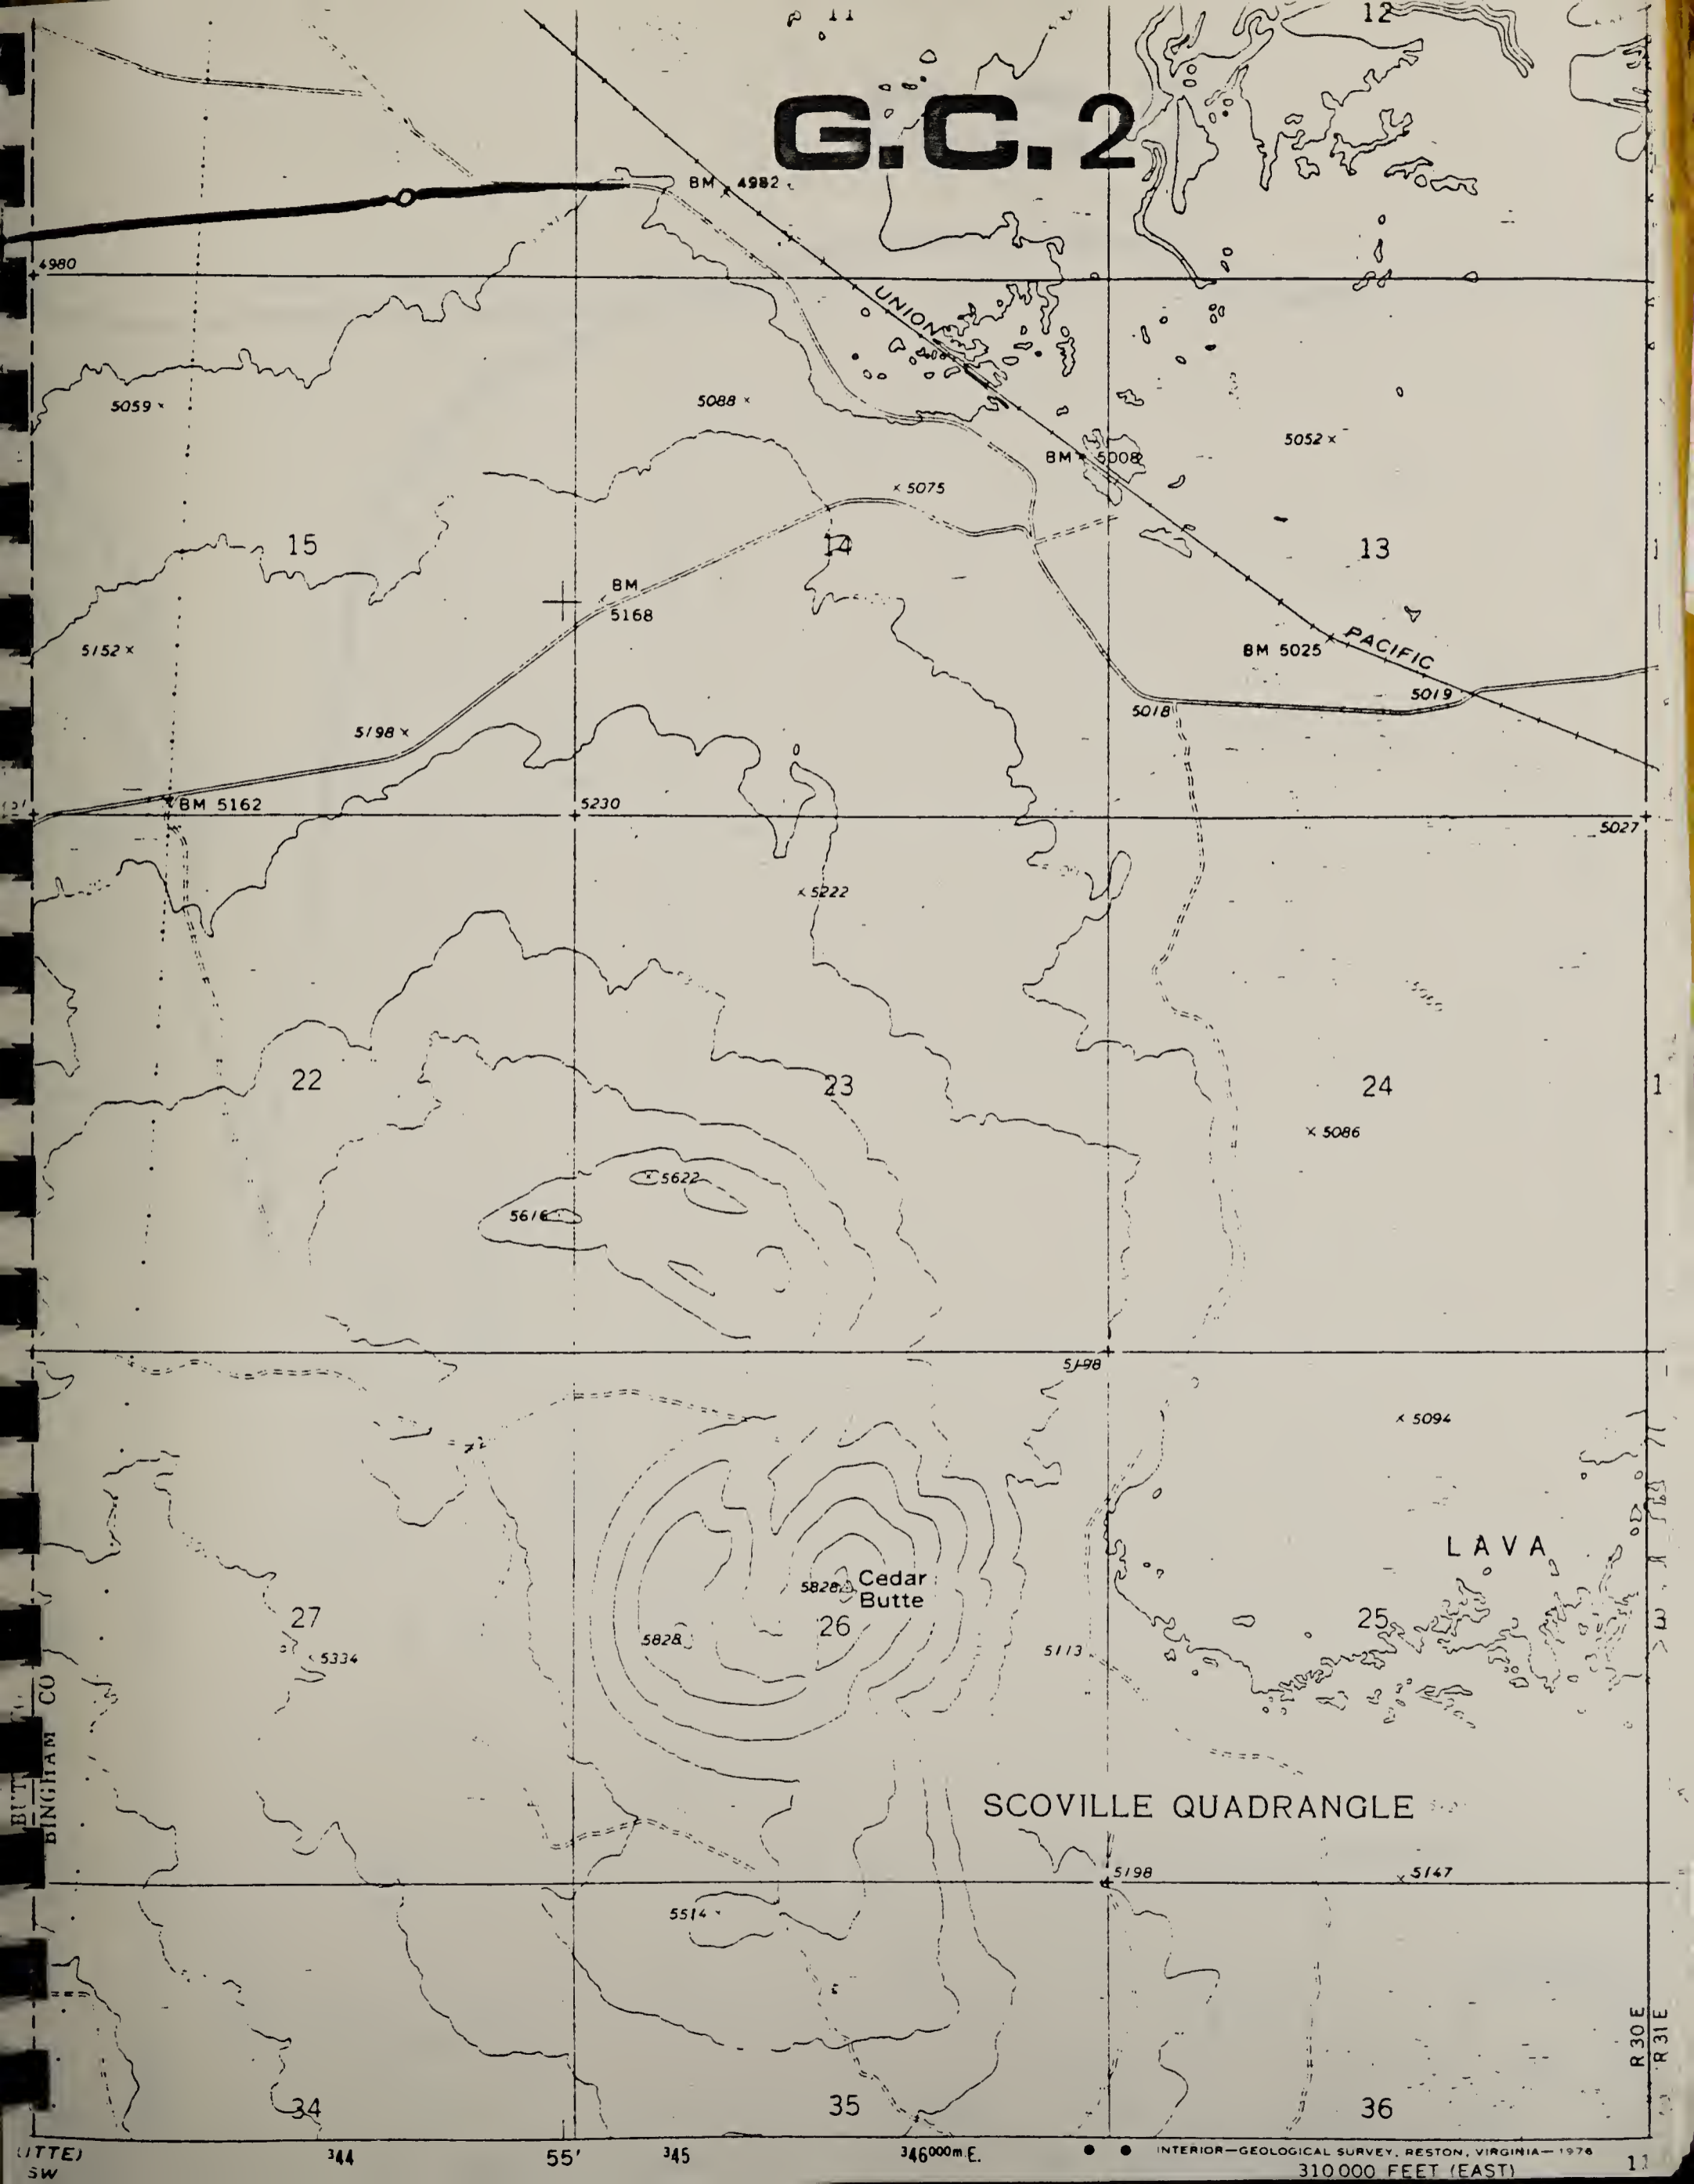 11
12
G.C. 2
BM 4982
4980
UNION
5059
5088
5052
BM 5008
5075
15
14
13
BM
5168
5152
BM 5025
PACIFIC
5019
5018
5198
BM 5162
5230
5027
5222
22
23
24
5086
5622
5616
5198
5094
LAVA
5828
Cedar
Butte
5828
26
27
25
5334
5113
BINGHAM CO
SCOVILLE QUADRANGLE
5198
5147
5514
R 30 E
R 31 E
34
35
36
SW
344
55'
345
346000m.E.
INTERIOR—GEOLOGICAL SURVEY, RESTON, VIRGINIA—1976
310 000 FEET (EAST)